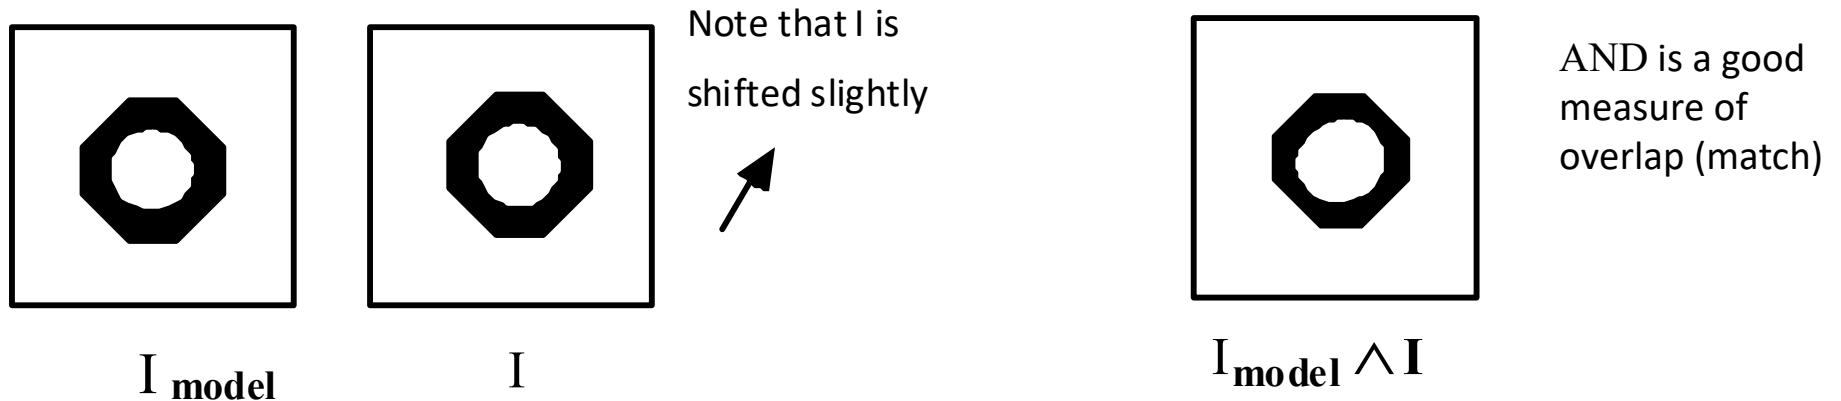 Note that I is
shifted slightly
AND is a good
measure of
overlap (match)
I model
I
I model ∧ I